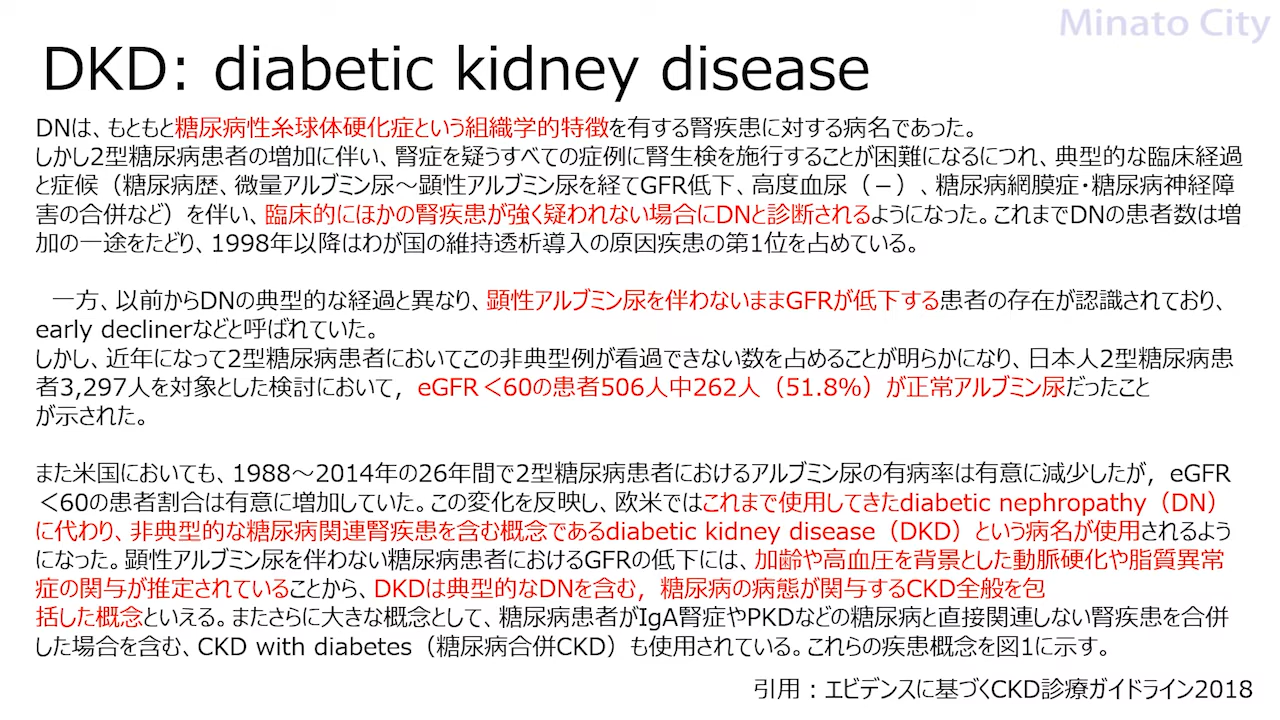 Minato City
DKD: diabetic kidney disease
DNは、もともと糖尿病性糸球体硬化症という組織学的特徴を有する腎疾患に対する病名であった。
しかし2型糖尿病患者の増加に伴い、腎症を疑うすべての症例に腎生検を施行することが困難になるにつれ、典型的な臨床経過
と症候（糖尿病歴、微量アルブミン尿～顕性アルブミン尿を経てGFR低下、高度血尿（－）、糖尿病網膜症・糖尿病神経障
害の合併など）を伴い、臨床的にほかの腎疾患が強く疑われない場合にDNと診断されるようになった。これまでDNの患者数は増
加の一途をたどり、1998年以降はわが国の維持透析導入の原因疾患の第1位を占めている。
一方、以前からDNの典型的な経過と異なり、顕性アルブミン尿を伴わないままGFRが低下する患者の存在が認識されており、
early declinerなどと呼ばれていた。
しかし、近年になって2型糖尿病患者においてこの非典型例が看過できない数を占めることが明らかになり、日本人2型糖尿病患
者3,297人を対象とした検討において，eGFR＜60の患者506人中262人（51.8%）が正常アルブミン尿だったこと
が示された。
また米国においても、1988～2014年の26年間で2型糖尿病患者におけるアルブミン尿の有病率は有意に減少したが，eGFR
＜60の患者割合は有意に増加していた。この変化を反映し、欧米ではこれまで使用してきたdiabetic nephropathy（DN）
に代わり、非典型的な糖尿病関連腎疾患を含む概念であるdiabetic kidney disease（DKD）という病名が使用されるよう
になった。顕性アルブミン尿を伴わない糖尿病患者におけるGFRの低下には、加齢や高血圧を背景とした動脈硬化や脂質異常
症の関与が推定されていることから、DKDは典型的なDNを含む，糖尿病の病態が関与するCKD全般を包
括した概念といえる。またさらに大きな概念として、糖尿病患者がIgA腎症やPKDなどの糖尿病と直接関連しない腎疾患を合併
した場合を含む、CKD with diabetes（糖尿病合併CKD）も使用されている。これらの疾患概念を図1に示す。
引用：エビデンスに基づくCKD診療ガイドライン2018